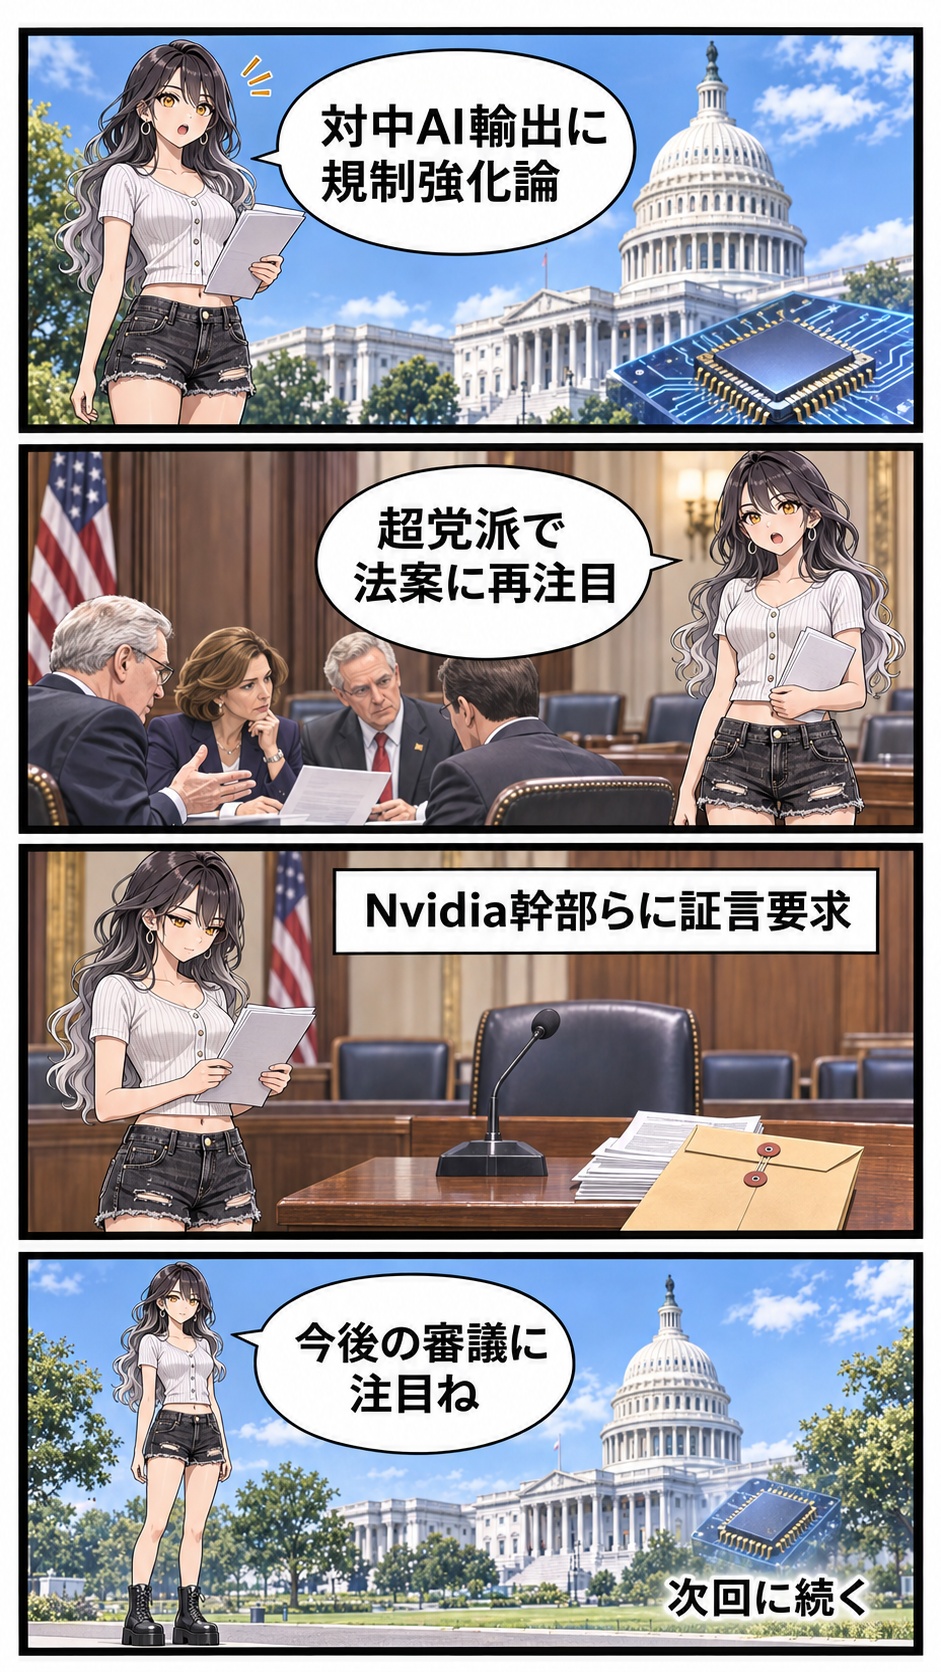 対中AI輸出に
規制強化論
超党派で
法案に再注目
Nvidia幹部らに証言要求
今後の審議に
注目ね
次回に続く